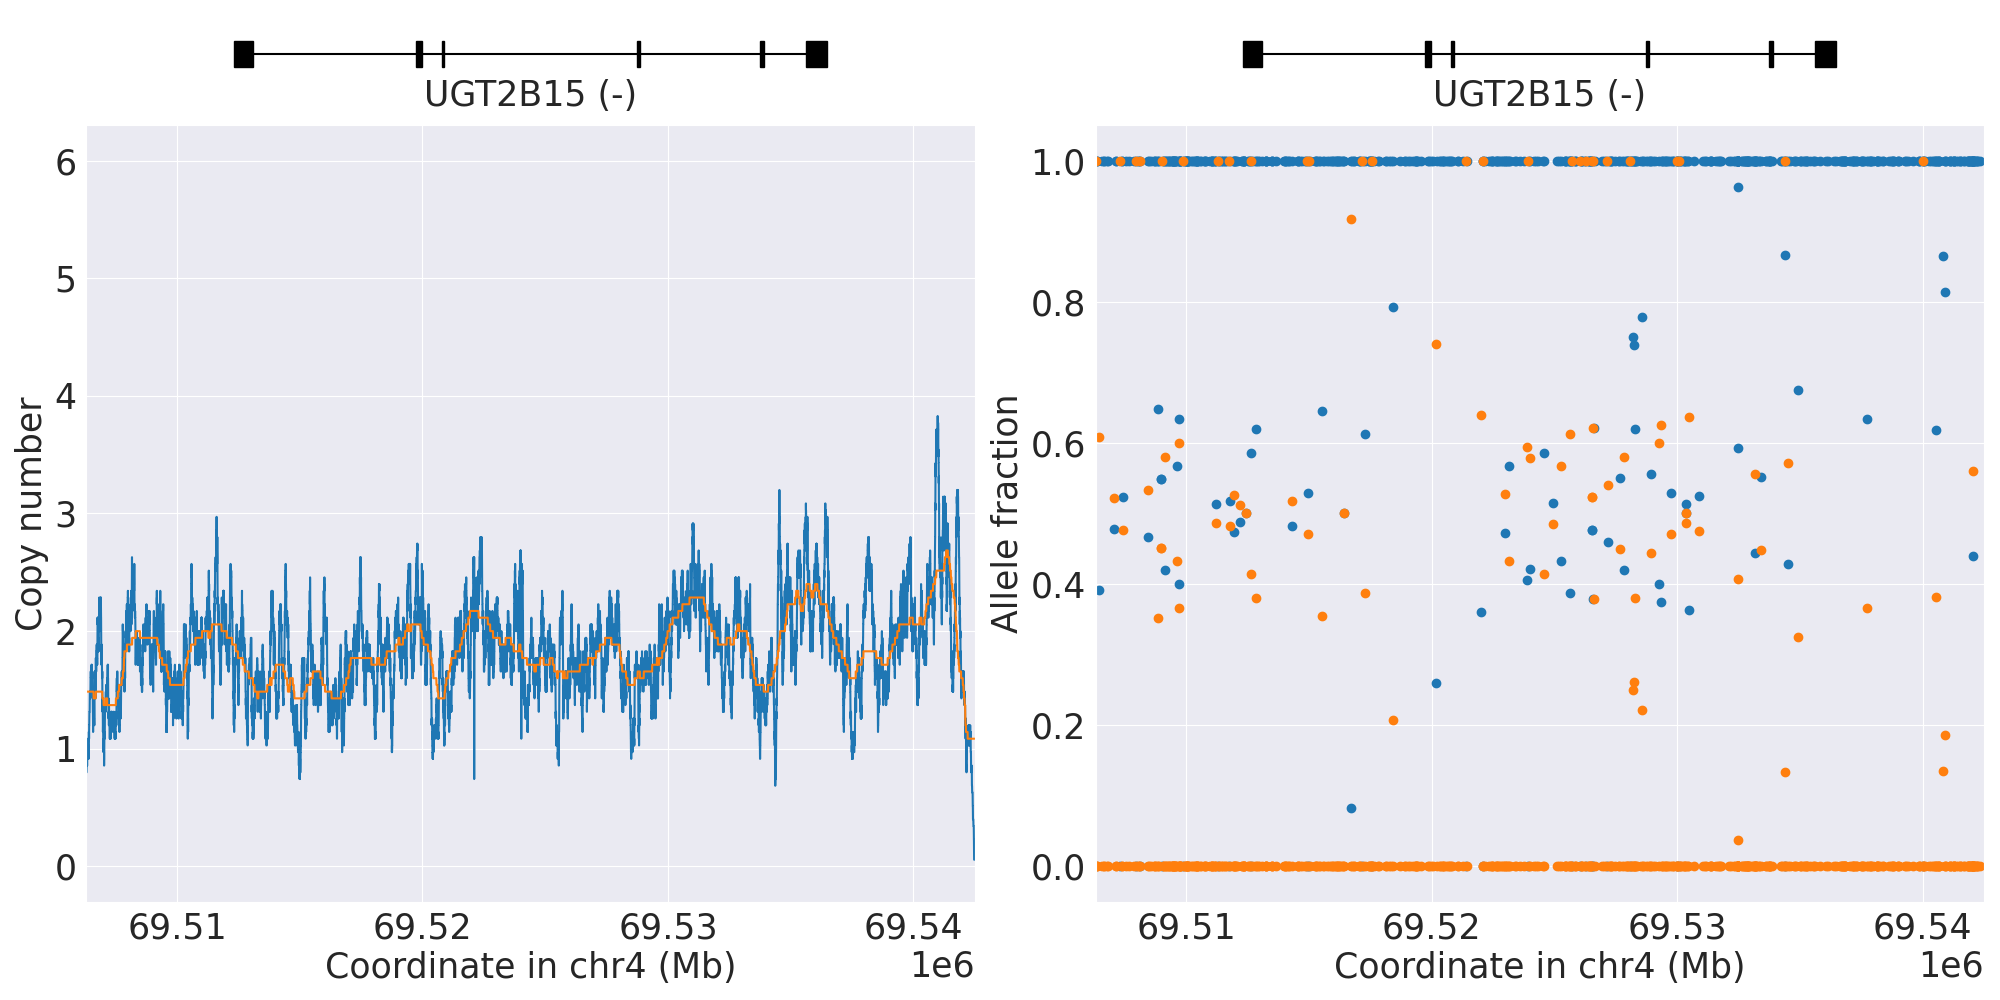 UGT2B15 (-)
6
5
4
3
2
1
0
Copy number
69.51 69.52 69.53 69.54
Coordinate in chr4 (Mb)
1e6
UGT2B15 (-)
1.0
0.8
0.6
0.4
0.2
0.0
Allele fraction
69.51 69.52 69.53 69.54
Coordinate in chr4 (Mb)
1e6